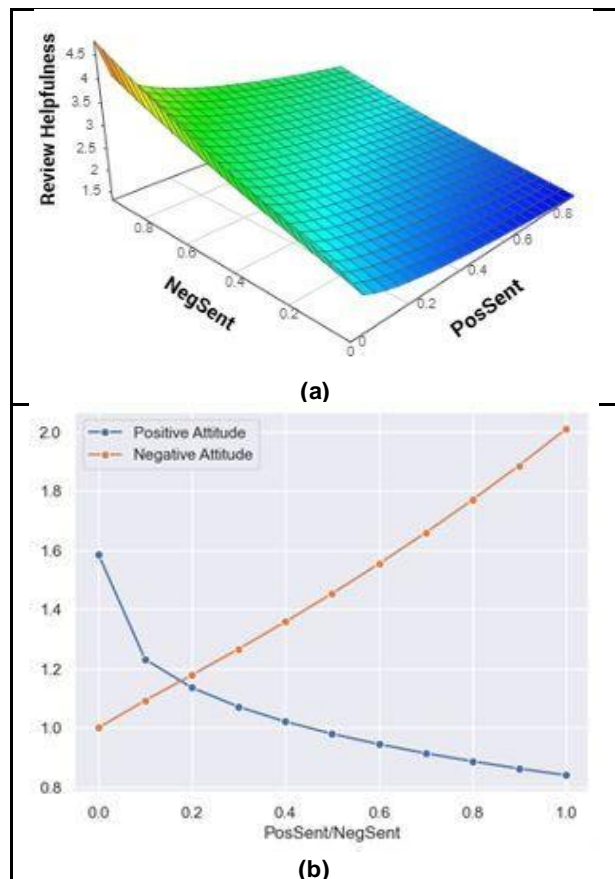 Review Helpfulness
4.5
4
3.5
3
2.5
2
1.5
0.8
0.6
0.4
0.2
0
NegSent
0
0.2
0.4
0.6
0.8
PosSent
(a)
Positive Attitude
Negative Attitude
2.0
1.8
1.6
1.4
1.2
1.0
0.8
0.0 0.2 0.4 0.6 0.8 1.0
PosSent/NegSent
(b)